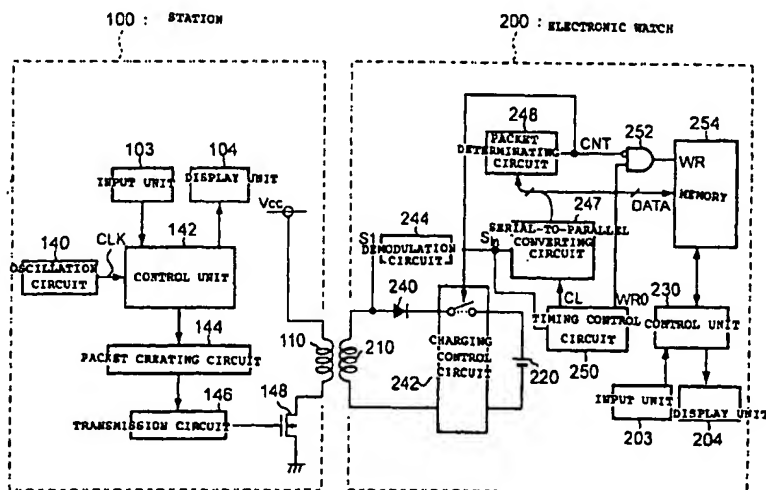 100 : STATION
200 : ELECTRONIC WATCH
103
INPUT UNIT
104
DISPLAY UNIT
140
OSCILLATION
CIRCUIT
CLK
142
CONTROL UNIT
144
PACKET CREATING CIRCUIT
146
TRANSMISSION CIRCUIT
148
Vcc
110
210
S1
244
DEMODULATION
CIRCUIT
240
242
CHARGING
CONTROL
CIRCUIT
220
248
PACKET
DETERMINATING
CIRCUIT
CNT
252
WR
254
MEMORY
DATA
247
SERIAL-TO-PARALLEL
CONVERTING
CIRCUIT
Sin
CL
WR0
TIMING CONTROL
CIRCUIT
250
230
CONTROL UNIT
INPUT UNIT
203
DISPLAY UNIT
204